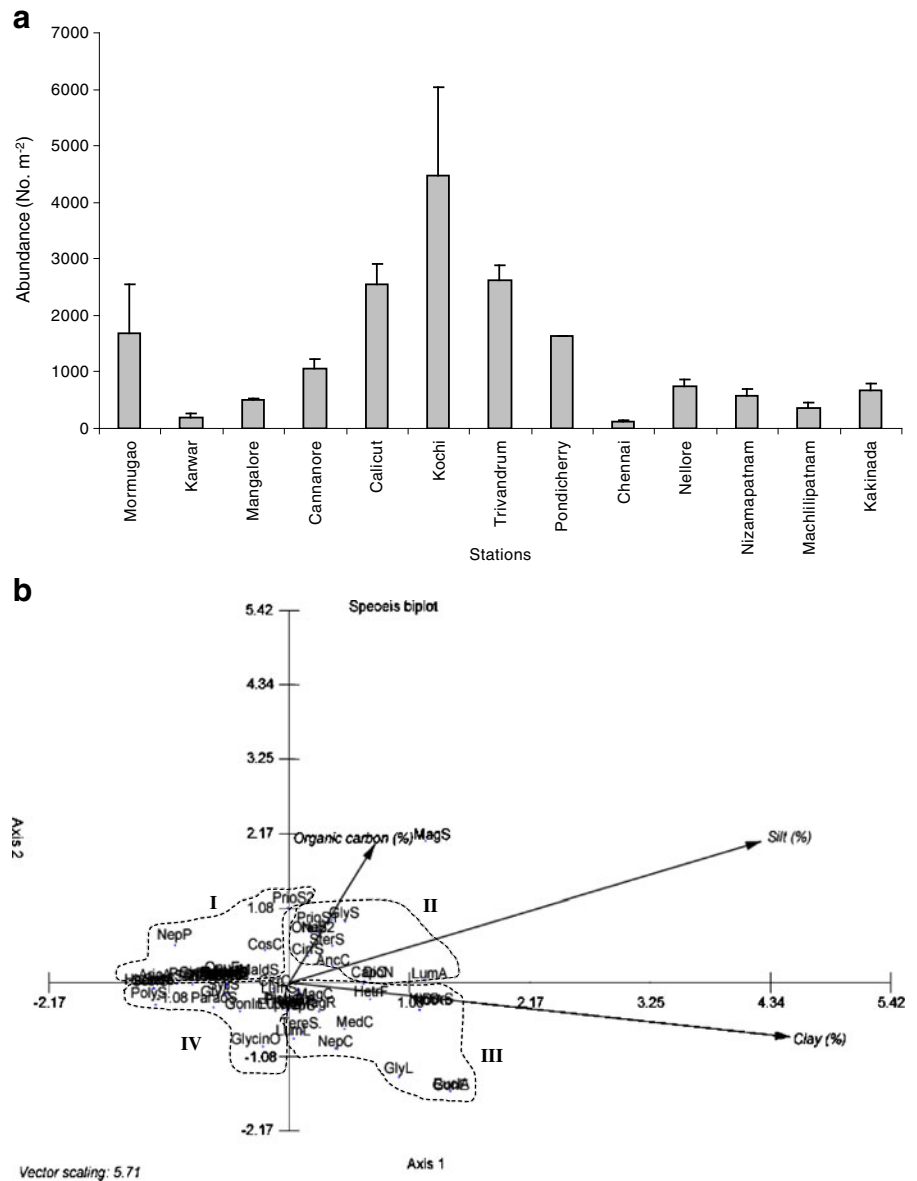 a
Abundance (No. m-2)
7000
6000
5000
4000
3000
2000
1000
0
Mormugao
Karwar
Mangalore
Cannanore
Calicut
Kochi
Trivandrum
Pondicherry
Chennai
Nellore
Nizamapatnam
Machlilipatnam
Kakinada
Stations
b
Speoeis biplot
5.42
4.34
3.25
2.17
Organic carbon (%)
MagS
Silt (%)
I
PrioS2
1.08
GlyS
II
NepP
CosC
SterS
CirrS
AncC
MaldS
LumA
-2.17
1.08
2.17
3.25
4.34
5.42
PolyS
-1.08
ParaoS
MagC
HetrF
MedC
TereS
LumL
Clay (%)
IV
GlycinO
NepC
III
-1.08
GlyL
-2.17
Axis 2
Axis 1
Vector scaling: 5.71